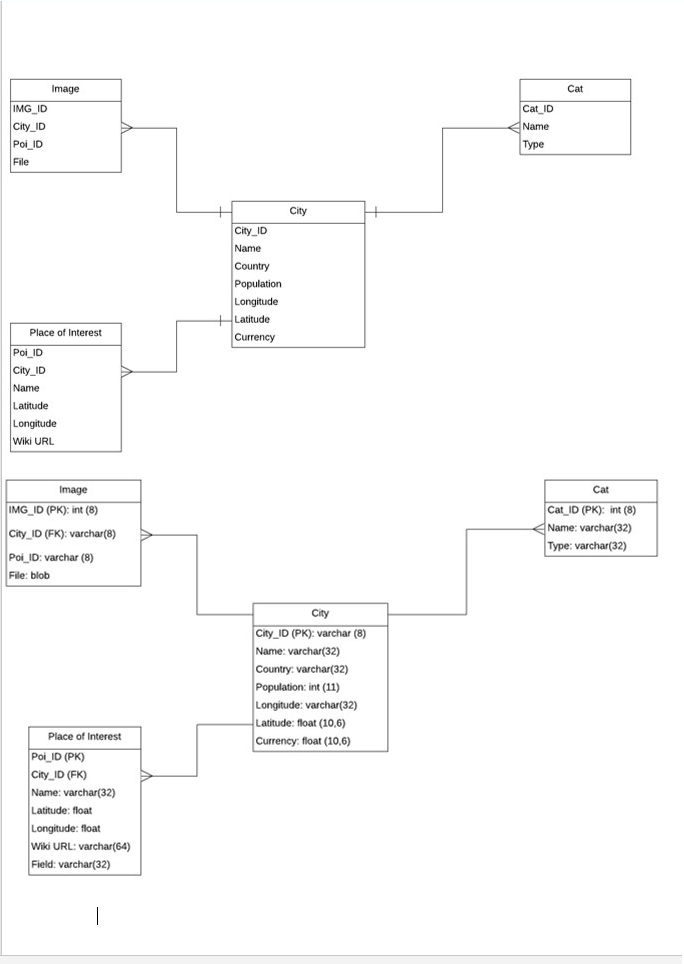 Image
IMG_ID
City_ID
Poi_ID
File
Cat
Cat_ID
Name
Type
City
City_ID
Name
Country
Population
Longitude
Latitude
Currency
Place of Interest
Poi_ID
City_ID
Name
Latitude
Longitude
Wiki URL
Image
IMG_ID (PK): int (8)
City_ID (FK): varchar(8)
Poi_ID: varchar (8)
File: blob
Cat
Cat_ID (PK): int (8)
Name: varchar(32)
Type: varchar(32)
City
City_ID (PK): varchar (8)
Name: varchar(32)
Country: varchar(32)
Population: int (11)
Longitude: varchar(32)
Latitude: float (10,6)
Currency: float (10,6)
Place of Interest
Poi_ID (PK)
City_ID (FK)
Name: varchar(32)
Latitude: float
Longitude: float
Wiki URL: varchar(64)
Field: varchar(32)